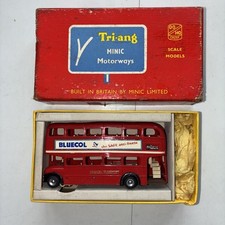 Tri-ang
MINIC
Motorways
SCALE
MODELS
BUILT IN BRITAIN BY MINIC LIMITED
BLUECOL